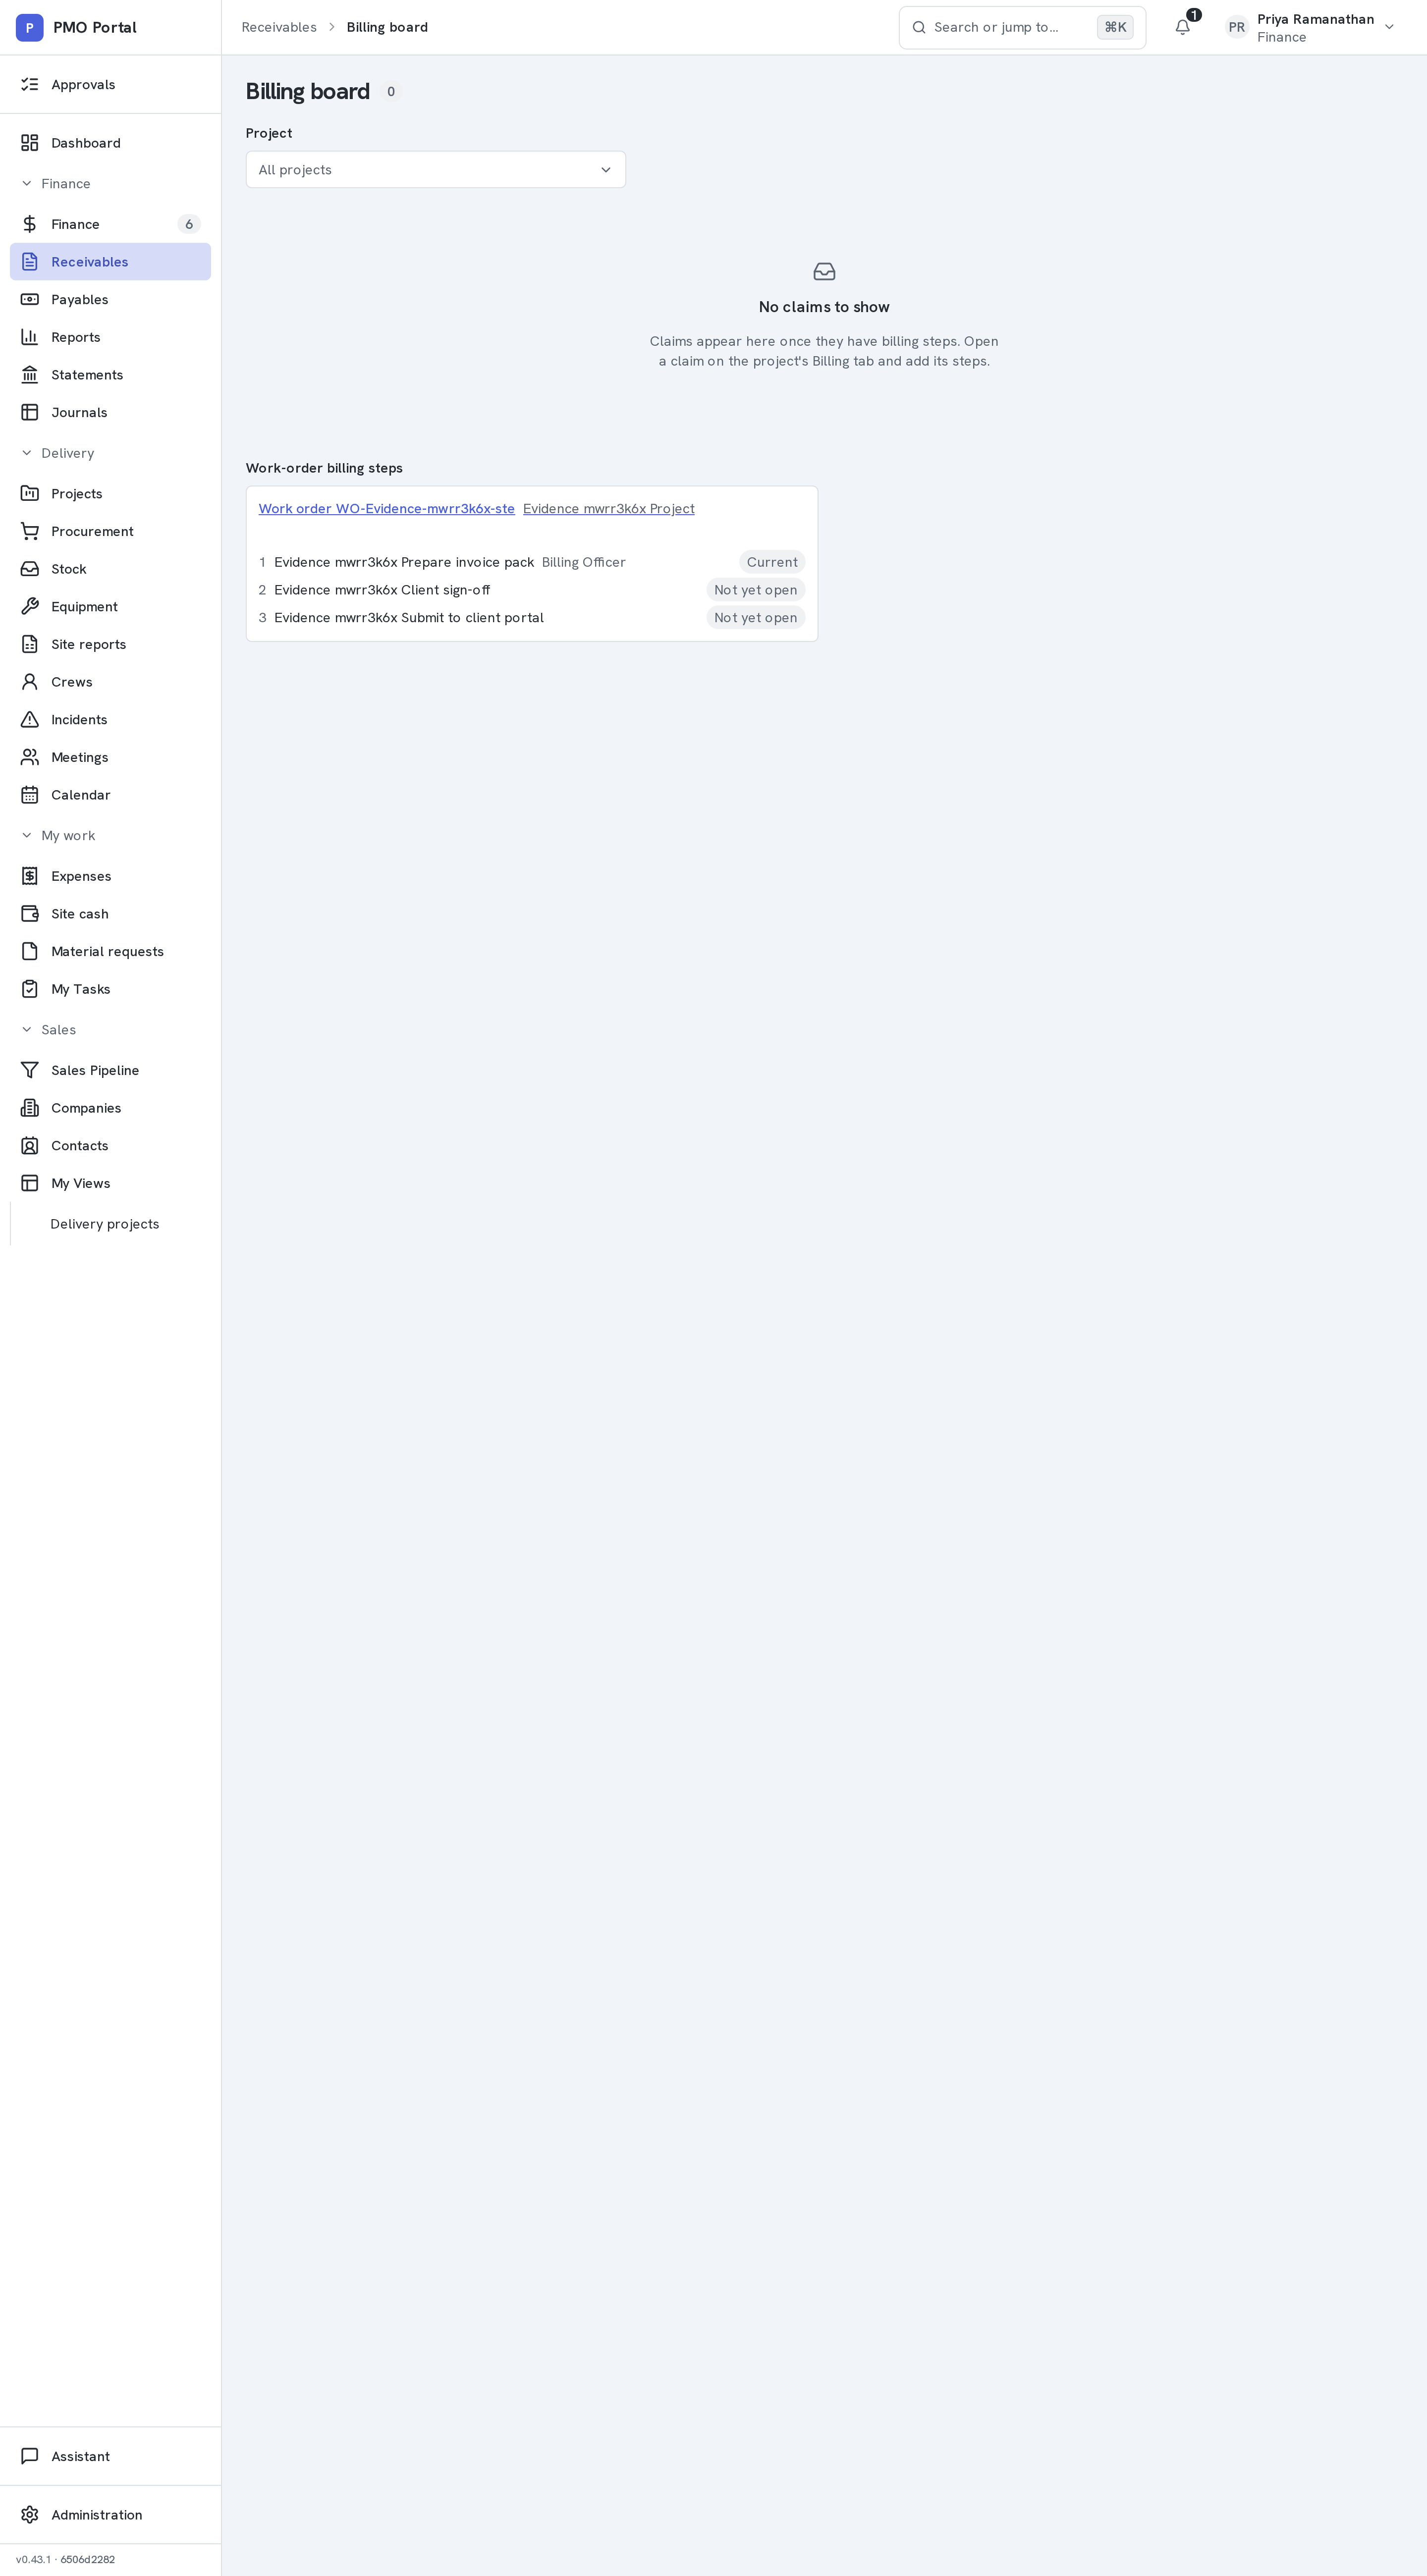 P PMO Portal
Receivables > Billing board
Search or jump to... ⌘K
1
PR Priya Ramanathan
Finance
Approvals
Dashboard
Finance
Finance 6
Receivables
Payables
Reports
Statements
Journals
Delivery
Projects
Procurement
Stock
Equipment
Site reports
Crews
Incidents
Meetings
Calendar
My work
Expenses
Site cash
Material requests
My Tasks
Sales
Sales Pipeline
Companies
Contacts
My Views
Delivery projects
Assistant
Administration
v0.43.1 · 6506d2282
Billing board 0
Project
All projects
No claims to show
Claims appear here once they have billing steps. Open
a claim on the project's Billing tab and add its steps.
Work-order billing steps
Work order WO-Evidence-mwrr3k6x-ste Evidence mwrr3k6x Project
1 Evidence mwrr3k6x Prepare invoice pack Billing Officer Current
2 Evidence mwrr3k6x Client sign-off Not yet open
3 Evidence mwrr3k6x Submit to client portal Not yet open